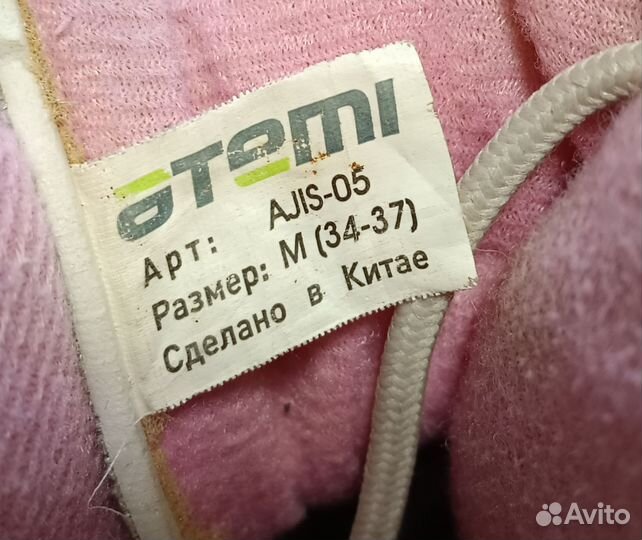 ATEMI
Арт: AJIS-05
Размер: M (34-37)
Сделано в Китае
Avito